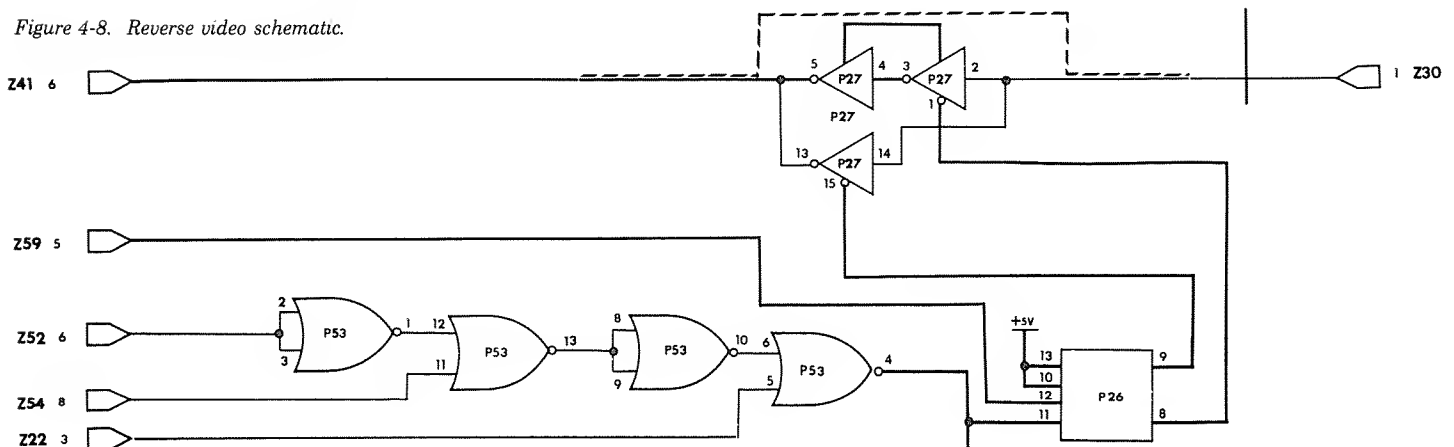 Figure 4-8. Reverse video schematic.
Z41 6
5 P27 4 3 P27 2
1
P27
1 Z30
13 P27 14
15
Z59 5
Z52 6
2
3
P53
1 12
11
P53
13
8
9
P53
10 6
5
P53
4
Z54 8
Z22 3
+5V
13
10
12
11
P26
9
8